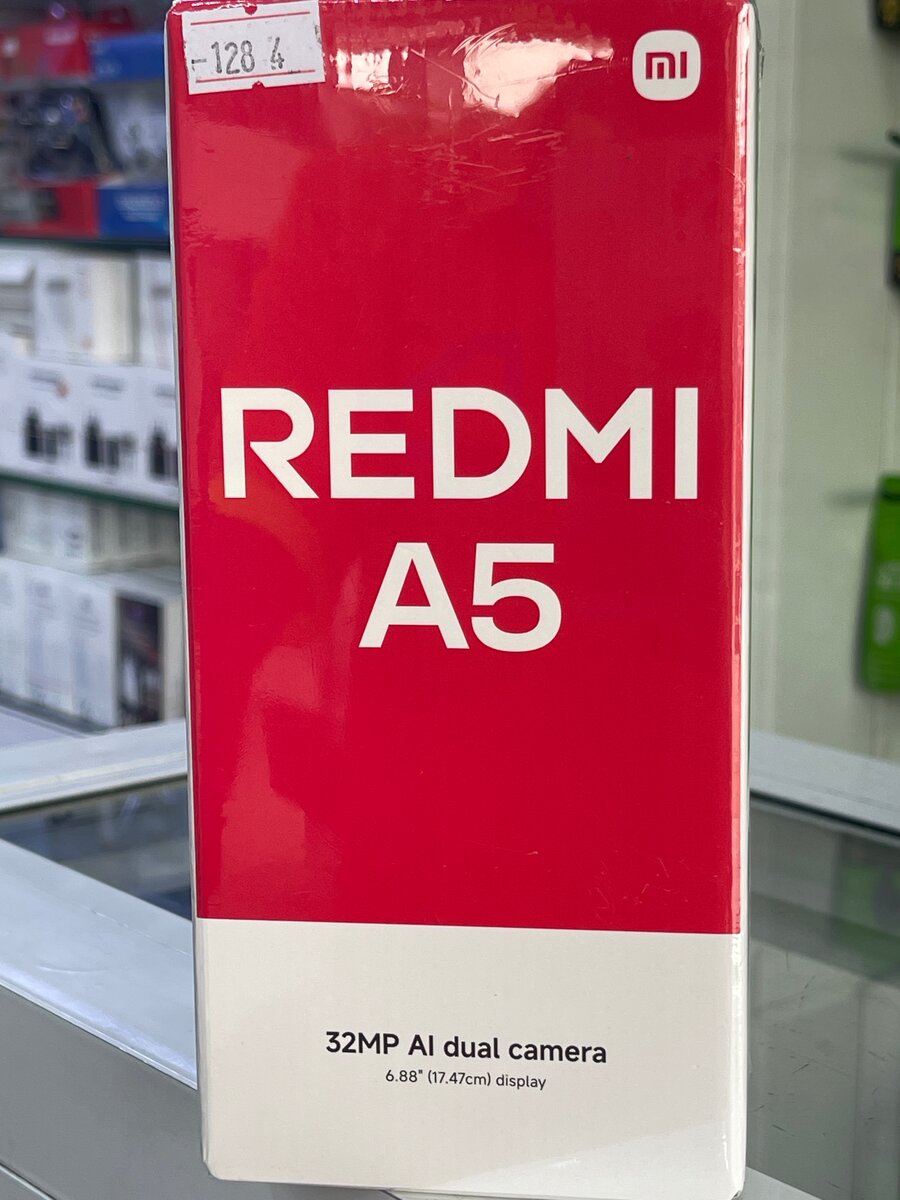 -128 4
mi
REDMI
A5
32MP AI dual camera
6.88" (17.47cm) display